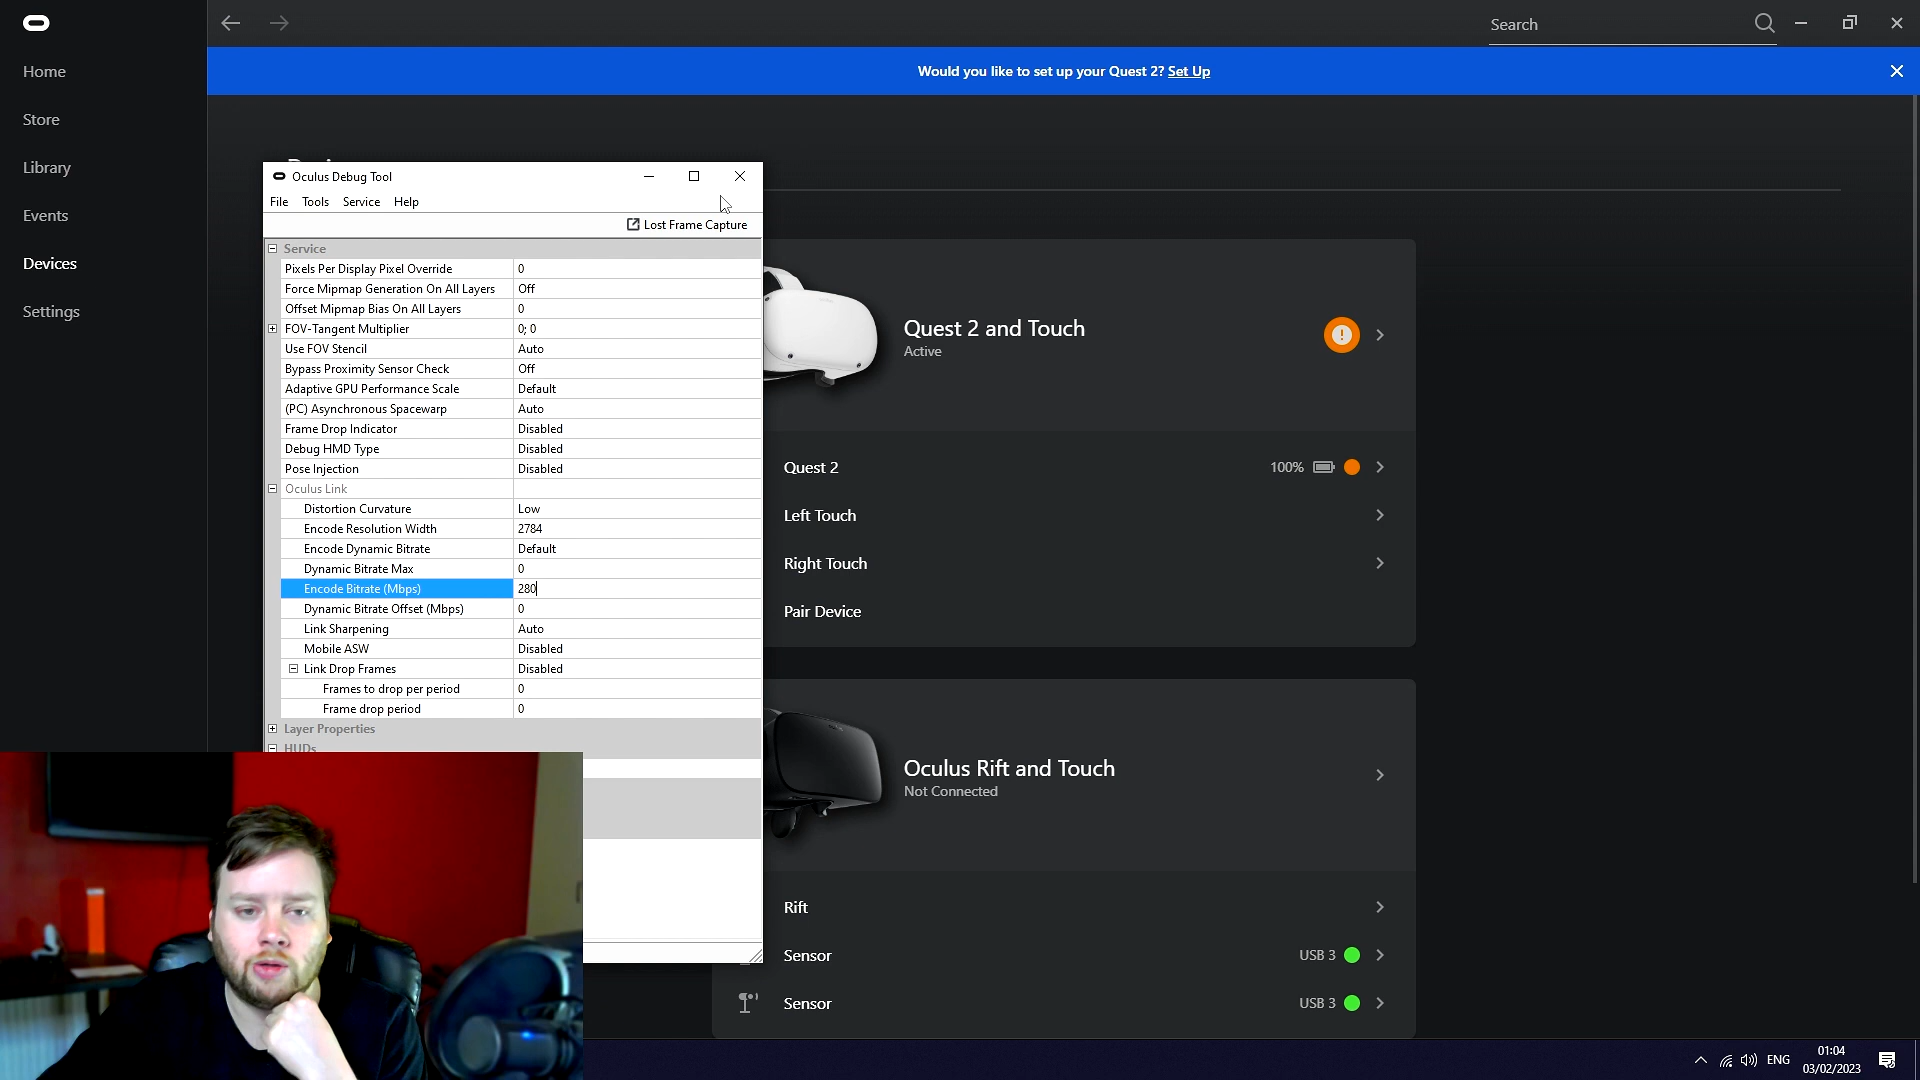 Search
Home
Store
Library
Events
Devices
Settings
Would you like to set up your Quest 2? Set Up
Oculus Debug Tool
File Tools Service Help
Lost Frame Capture
Service
Pixels Per Display Pixel Override 0
Force Mipmap Generation On All Layers Off
Offset Mipmap Bias On All Layers 0
FOV-Tangent Multiplier 0; 0
Use FOV Stencil Auto
Bypass Proximity Sensor Check Off
Adaptive GPU Performance Scale Default
(PC) Asynchronous Spacewarp Auto
Frame Drop Indicator Disabled
Debug HMD Type Disabled
Pose Injection Disabled
Oculus Link
Distortion Curvature Low
Encode Resolution Width 2784
Encode Dynamic Bitrate Default
Dynamic Bitrate Max 0
Encode Bitrate (Mbps) 280
Dynamic Bitrate Offset (Mbps) 0
Link Sharpening Auto
Mobile ASW Disabled
Link Drop Frames Disabled
Frames to drop per period 0
Frame drop period 0
Layer Properties
HUDs
Quest 2 and Touch
Active
Quest 2 100%
Left Touch
Right Touch
Pair Device
Oculus Rift and Touch
Not Connected
Rift
Sensor USB 3
Sensor USB 3
ENG
01:04
03/02/2023